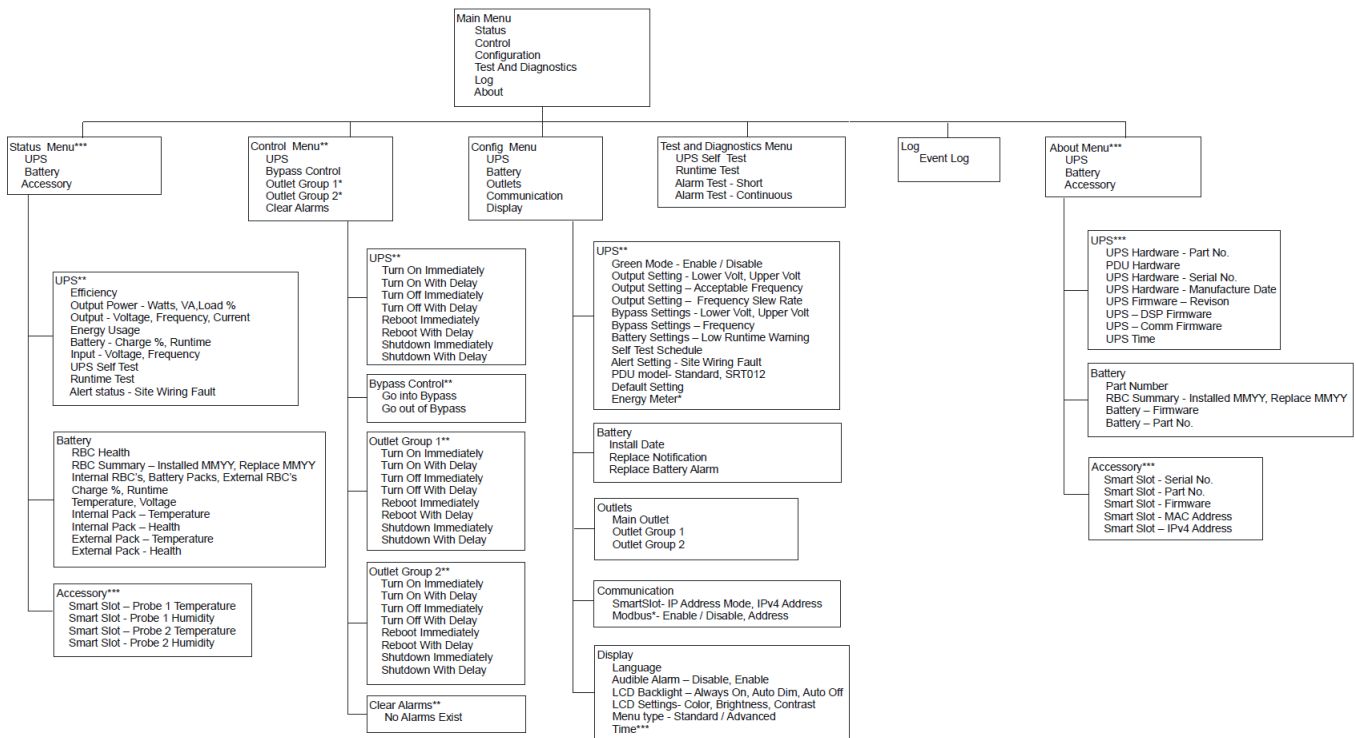 Main Menu
Status
Control
Configuration
Test And Diagnostics
Log
About
Status Menu***
UPS
Battery
Accessory
UPS**
Efficiency
Output Power - Watts, VA,Load %
Output - Voltage, Frequency, Current
Energy Usage
Battery - Charge %, Runtime
Input - Voltage, Frequency
UPS Self Test
Runtime Test
Alert status - Site Wiring Fault
Battery
RBC Health
RBC Summary – Installed MMYY, Replace MMYY
Internal RBC's, Battery Packs, External RBC's
Charge %, Runtime
Temperature, Voltage
Internal Pack – Temperature
Internal Pack – Health
External Pack – Temperature
External Pack - Health
Accessory***
Smart Slot – Probe 1 Temperature
Smart Slot - Probe 1 Humidity
Smart Slot – Probe 2 Temperature
Smart Slot - Probe 2 Humidity
Control Menu**
UPS
Bypass Control
Outlet Group 1*
Outlet Group 2*
Clear Alarms
UPS**
Turn On Immediately
Turn On With Delay
Turn Off Immediately
Turn Off With Delay
Reboot Immediately
Reboot With Delay
Shutdown Immediately
Shutdown With Delay
Bypass Control**
Go into Bypass
Go out of Bypass
Outlet Group 1**
Turn On Immediately
Turn On With Delay
Turn Off Immediately
Turn Off With Delay
Reboot Immediately
Reboot With Delay
Shutdown Immediately
Shutdown With Delay
Outlet Group 2**
Turn On Immediately
Turn On With Delay
Turn Off Immediately
Turn Off With Delay
Reboot Immediately
Reboot With Delay
Shutdown Immediately
Shutdown With Delay
Clear Alarms**
No Alarms Exist
Config Menu
UPS
Battery
Outlets
Communication
Display
UPS**
Green Mode - Enable / Disable
Output Setting - Lower Volt, Upper Volt
Output Setting – Acceptable Frequency
Output Setting – Frequency Slew Rate
Bypass Settings - Lower Volt, Upper Volt
Bypass Settings – Frequency
Battery Settings – Low Runtime Warning
Self Test Schedule
Alert Setting - Site Wiring Fault
PDU model- Standard, SRT012
Default Setting
Energy Meter*
Battery
Install Date
Replace Notification
Replace Battery Alarm
Outlets
Main Outlet
Outlet Group 1
Outlet Group 2
Communication
SmartSlot- IP Address Mode, IPv4 Address
Modbus*- Enable / Disable, Address
Display
Language
Audible Alarm – Disable, Enable
LCD Backlight – Always On, Auto Dim, Auto Off
LCD Settings- Color, Brightness, Contrast
Menu type - Standard / Advanced
Time***
Test and Diagnostics Menu
UPS Self Test
Runtime Test
Alarm Test - Short
Alarm Test - Continuous
Log
Event Log
About Menu***
UPS
Battery
Accessory
UPS***
UPS Hardware - Part No.
PDU Hardware
UPS Hardware - Serial No.
UPS Hardware - Manufacture Date
UPS Firmware – Revison
UPS – DSP Firmware
UPS – Comm Firmware
UPS Time
Battery
Part Number
RBC Summary - Installed MMYY, Replace MMYY
Battery – Firmware
Battery – Part No.
Accessory***
Smart Slot - Serial No.
Smart Slot - Part No.
Smart Slot - Firmware
Smart Slot - MAC Address
Smart Slot – IPv4 Address